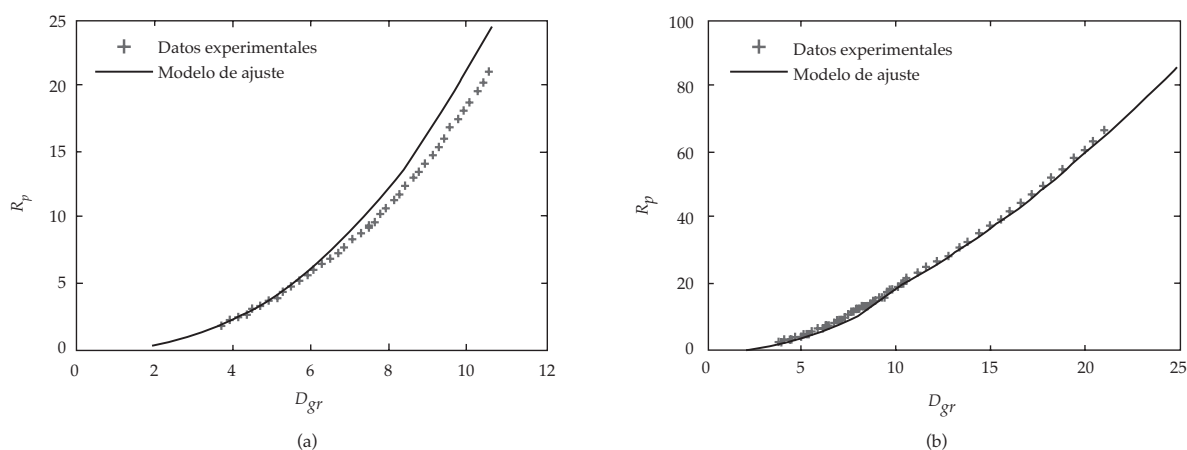 25
20
15
10
5
0
R_p
Datos experimentales
Modelo de ajuste
0 2 4 6 8 10 12
D_gr
(a)
100
80
60
40
20
0
R_p
Datos experimentales
Modelo de ajuste
0 5 10 15 20 25
D_gr
(b)